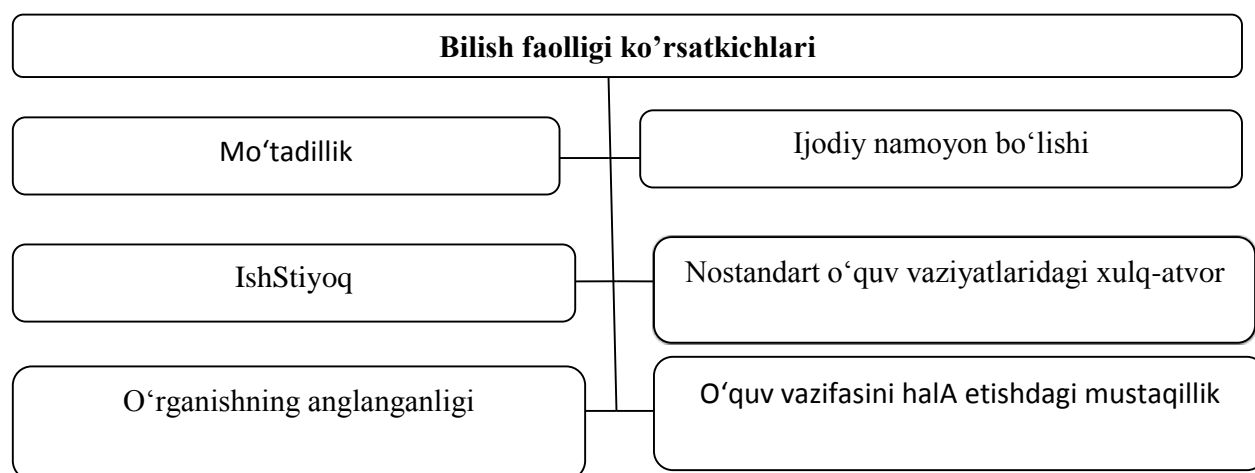 Bilish faolligi ko’rsatkichlari
Mo‘tadillik
Ijodiy namoyon bo‘lishi
IshStiyoq
Nostandart o‘quv vaziyatlaridagi xulq-atvor
O‘rganishning anglanganligi
O‘quv vazifasini halA etishdagi mustaqillik